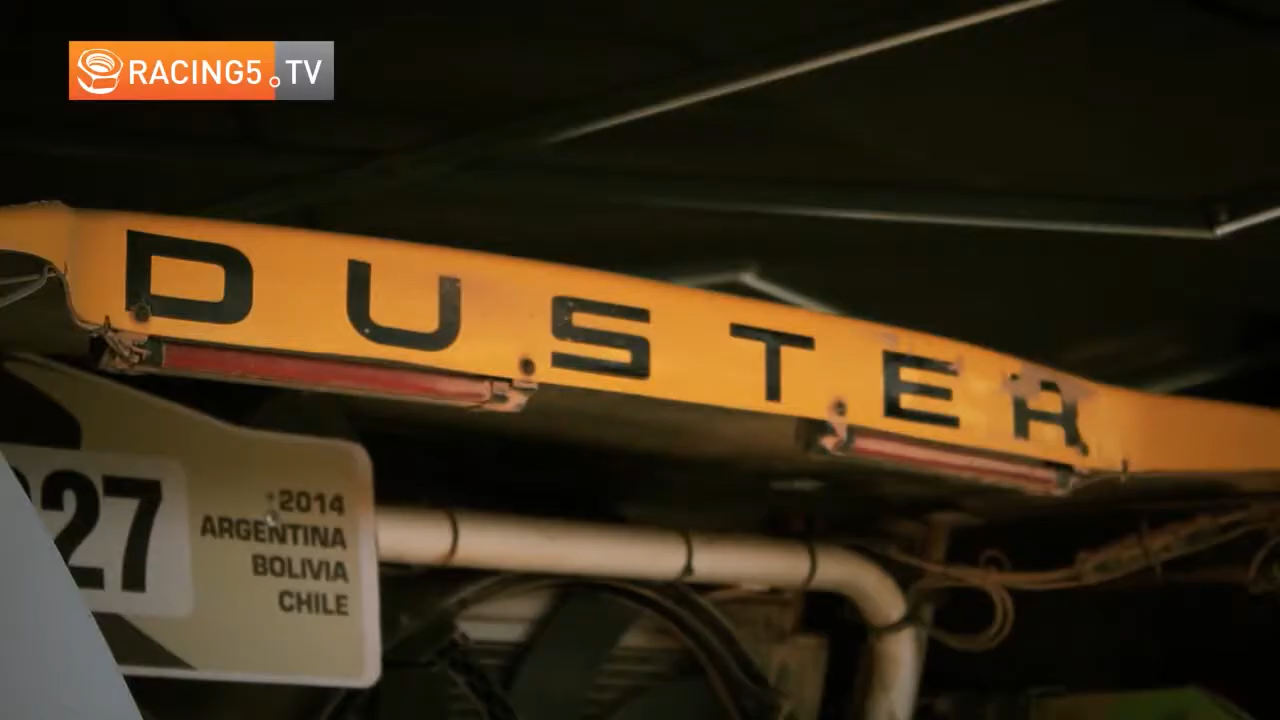 RACING5.TV
DUSTER
27
2014
ARGENTINA
BOLIVIA
CHILE